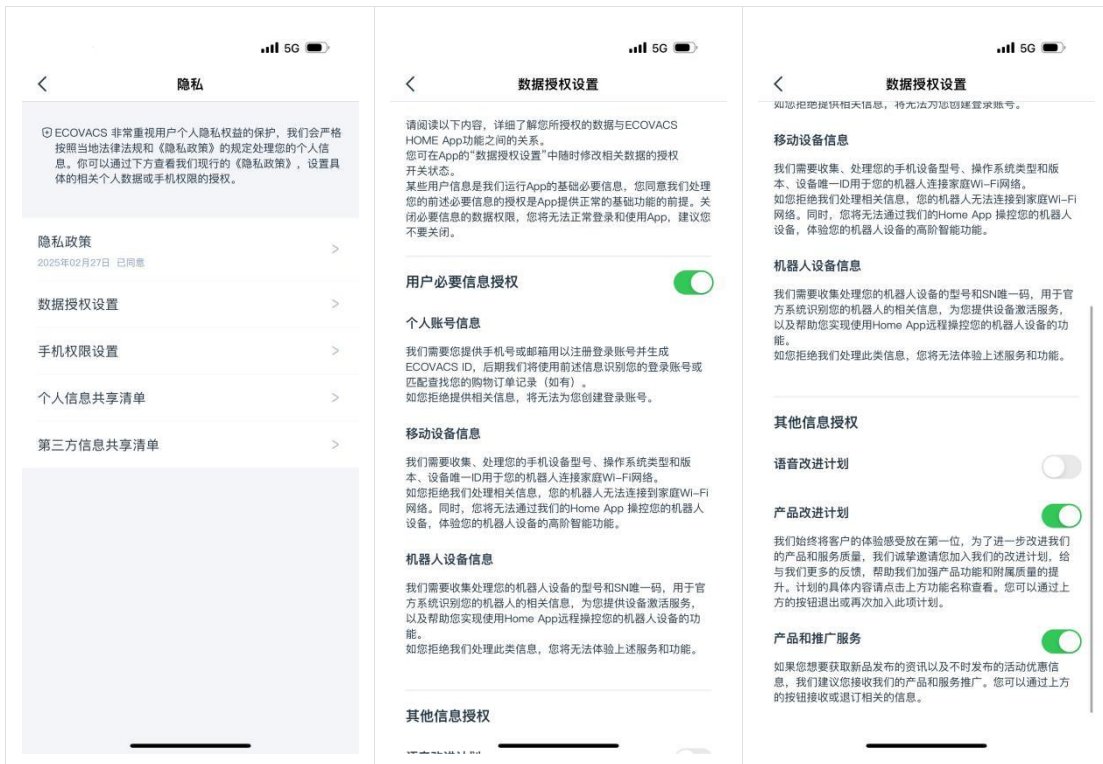 5G
隐私
ECOVACS 非常重视用户个人隐私权益的保护，我们会严格
按照当地法律法规和《隐私政策》的规定处理您的个人信
息。你可以通过下方查看我们现行的《隐私政策》，设置具
体的相关个人数据或手机权限的授权。
隐私政策
2025年02月27日 已同意
数据授权设置
手机权限设置
个人信息共享清单
第三方信息共享清单
5G
数据授权设置
请阅读以下内容，详细了解您所授权的数据与ECOVACS
HOME App功能之间的关系。
您可在App的“数据授权设置”中随时修改相关数据的授权
开关状态。
某些用户信息是我们运行App的基础必要信息，您同意我们处理
您的前述必要信息的授权是App提供正常的基础功能的前提。关
闭必要信息的数据权限，您将无法正常登录和使用App，建议您
不要关闭。
用户必要信息授权
个人账号信息
我们需要您提供手机号或邮箱用以注册登录账号并生成
ECOVACS ID，后期我们将使用前述信息识别您的登录账号或
匹配查找您的购物订单记录（如有）。
如您拒绝提供相关信息，将无法为您创建登录账号。
移动设备信息
我们需要收集、处理您的手机设备型号、操作系统类型和版
本、设备唯一ID用于您的机器人连接家庭Wi-Fi网络。
如您拒绝我们处理相关信息，您的机器人无法连接到家庭Wi-Fi
网络。同时，您将无法通过我们的Home App 操控您的机器人
设备，体验您的机器人设备的高阶智能功能。
机器人设备信息
我们需要收集处理您的机器人设备的型号和SN唯一码，用于官
方系统识别您的机器人的相关信息，为您提供设备激活服务，
以及帮助您实现使用Home App远程操控您的机器人设备的功
能。
如您拒绝我们处理此类信息，您将无法体验上述服务和功能。
其他信息授权
5G
数据授权设置
如您拒绝提供相关信息，将无法为您创建登录账号。
移动设备信息
我们需要收集、处理您的手机设备型号、操作系统类型和版
本、设备唯一ID用于您的机器人连接家庭Wi-Fi网络。
如您拒绝我们处理相关信息，您的机器人无法连接到家庭Wi-Fi
网络。同时，您将无法通过我们的Home App 操控您的机器人
设备，体验您的机器人设备的高阶智能功能。
机器人设备信息
我们需要收集处理您的机器人设备的型号和SN唯一码，用于官
方系统识别您的机器人的相关信息，为您提供设备激活服务，
以及帮助您实现使用Home App远程操控您的机器人设备的功
能。
如您拒绝我们处理此类信息，您将无法体验上述服务和功能。
其他信息授权
语音改进计划
产品改进计划
我们始终将客户的体验感受放在第一位，为了进一步改进我们
的产品和服务质量，我们诚挚邀请您加入我们的改进计划，给
与我们更多的反馈，帮助我们加强产品功能和附属质量的提
升。计划的具体内容请点击上方功能名称查看。您可以通过上
方的按钮退出或再次加入此项计划。
产品和推广服务
如果您想要获取新品发布的资讯以及不时发布的活动优惠信
息，我们建议您接收我们的产品和服务推广。您可以通过上方
的按钮接收或退订相关的信息。